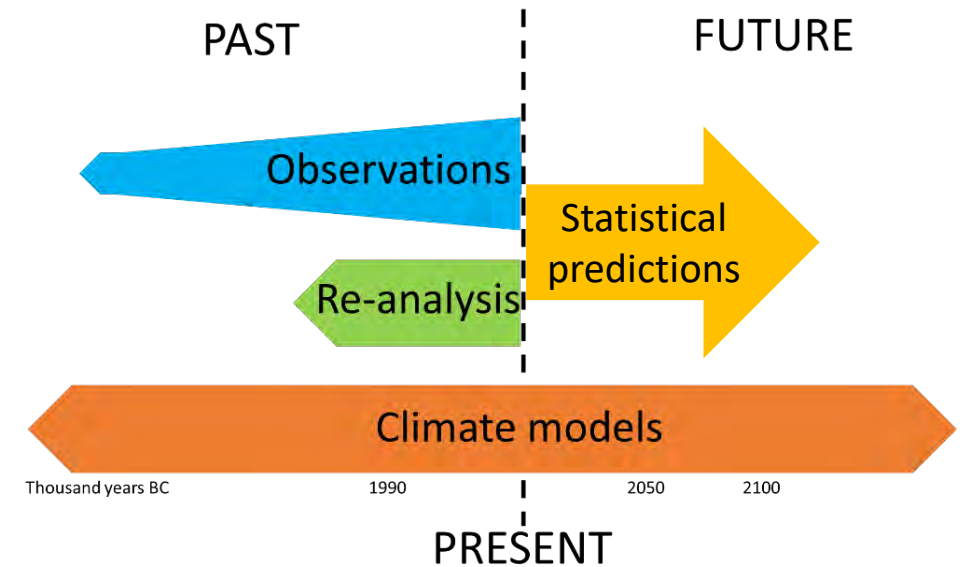 PAST
FUTURE
Observations
Statistical
predictions
Re-analysis
Climate models
Thousand years BC
1990
2050
2100
PRESENT